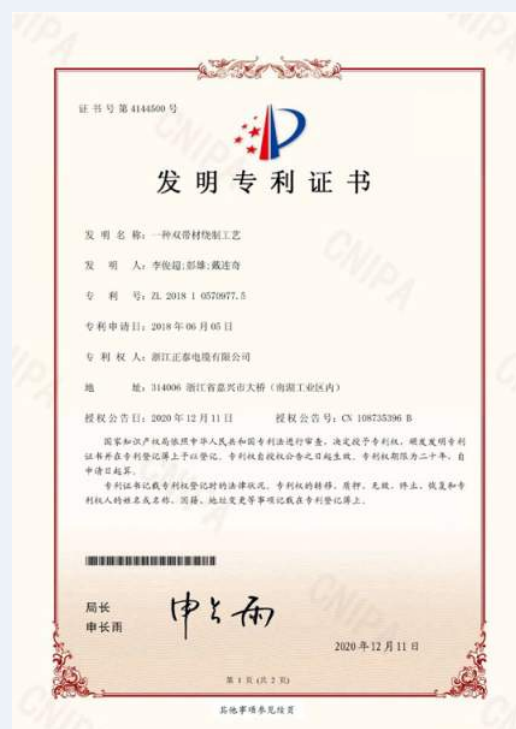 证书号第4144500号
发明专利证书
发 明 名 称：一种双带材绕制工艺
发 明 人：李俊超;彭雄;戴连奇
专 利 号：ZL 2018 1 0570977.5
专利申请日：2018年06月05日
专 利 权 人：浙江正泰电缆有限公司
地 址：314006 浙江省嘉兴市大桥（南湖工业区内）
授权公告日：2020年12月11日 授权公告号：CN 108735396 B
国家知识产权局依照中华人民共和国专利法进行审查，决定授予专利权，颁发发明专利
证书并在专利登记簿上予以登记。专利权自授权公告之日起生效。专利权期限为二十年，自
申请日起算。
专利证书记载专利权登记时的法律状况。专利权的转移、质押、无效、终止、恢复和专
利权人的姓名或名称、国籍、地址变更等事项记载在专利登记簿上。
局长
申长雨
申长雨
2020年12月11日
第 1 页 (共 2 页)
其他事项参见续页
CNIPA